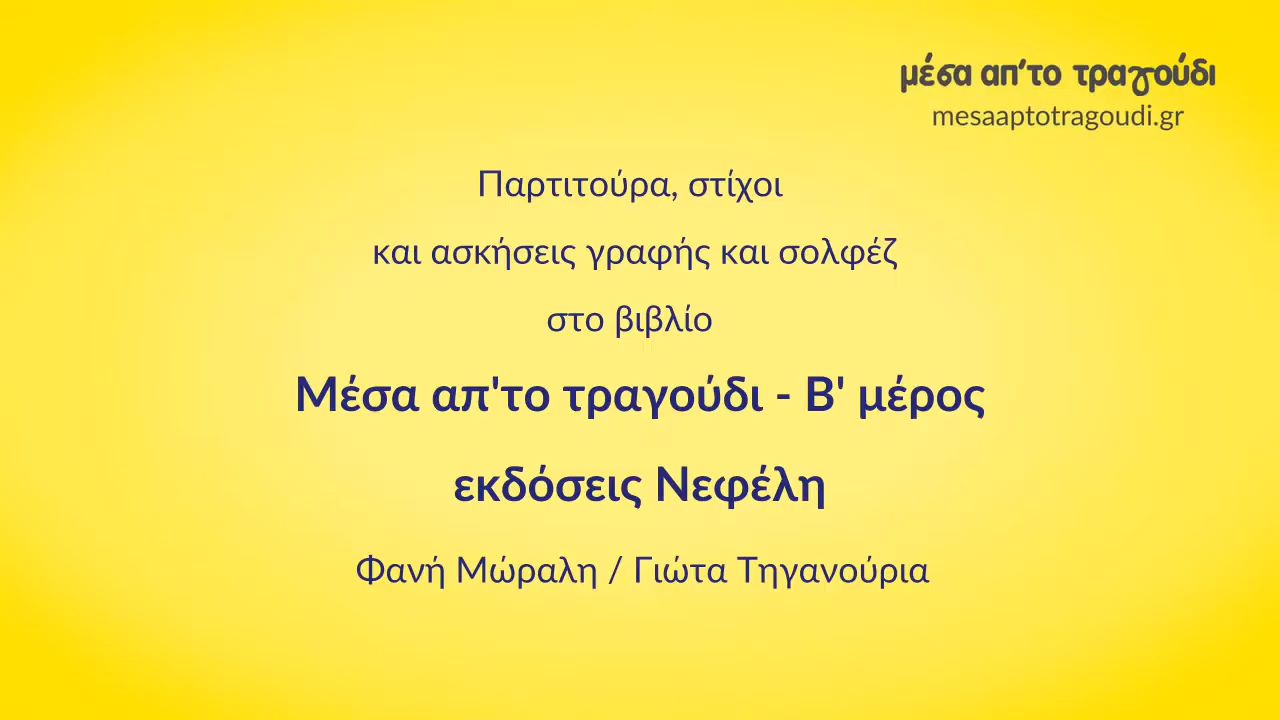 μέσα απ'το τραγούδι
mesaaptotragoudi.gr
Παρτιτούρα, στίχοι
και ασκήσεις γραφής και σολφέζ
στο βιβλίο
Μέσα απ'το τραγούδι - Β' μέρος
εκδόσεις Νεφέλη
Φανή Μώραλη / Γιώτα Τηγανούρια